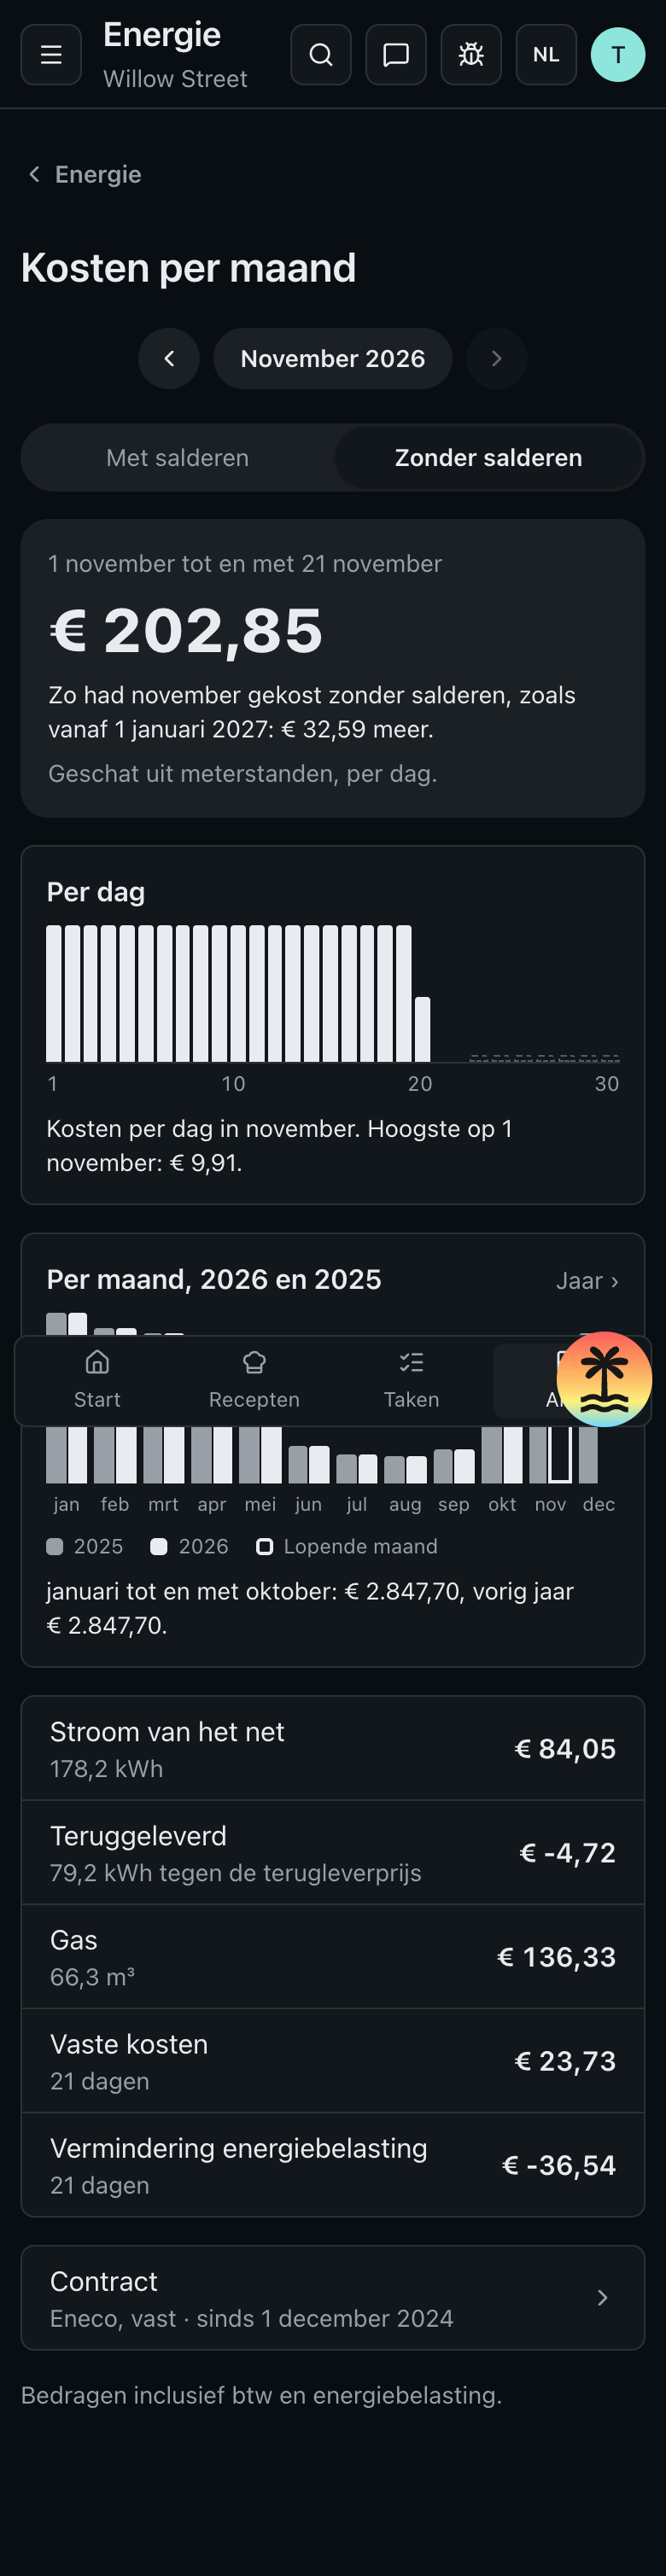 Energie
Willow Street
NL
T
Energie
Kosten per maand
November 2026
Met salderen
Zonder salderen
1 november tot en met 21 november
€ 202,85
Zo had november gekost zonder salderen, zoals
vanaf 1 januari 2027: € 32,59 meer.
Geschat uit meterstanden, per dag.
Per dag
1 10 20 30
Kosten per dag in november. Hoogste op 1
november: € 9,91.
Per maand, 2026 en 2025
Jaar ›
Start
Recepten
Taken
jan feb mrt apr mei jun jul aug sep okt nov dec
2025 2026 Lopende maand
januari tot en met oktober: € 2.847,70, vorig jaar
€ 2.847,70.
Stroom van het net
178,2 kWh
€ 84,05
Teruggeleverd
79,2 kWh tegen de terugleverprijs
€ -4,72
Gas
66,3 m³
€ 136,33
Vaste kosten
21 dagen
€ 23,73
Vermindering energiebelasting
21 dagen
€ -36,54
Contract
Eneco, vast · sinds 1 december 2024
Bedragen inclusief btw en energiebelasting.